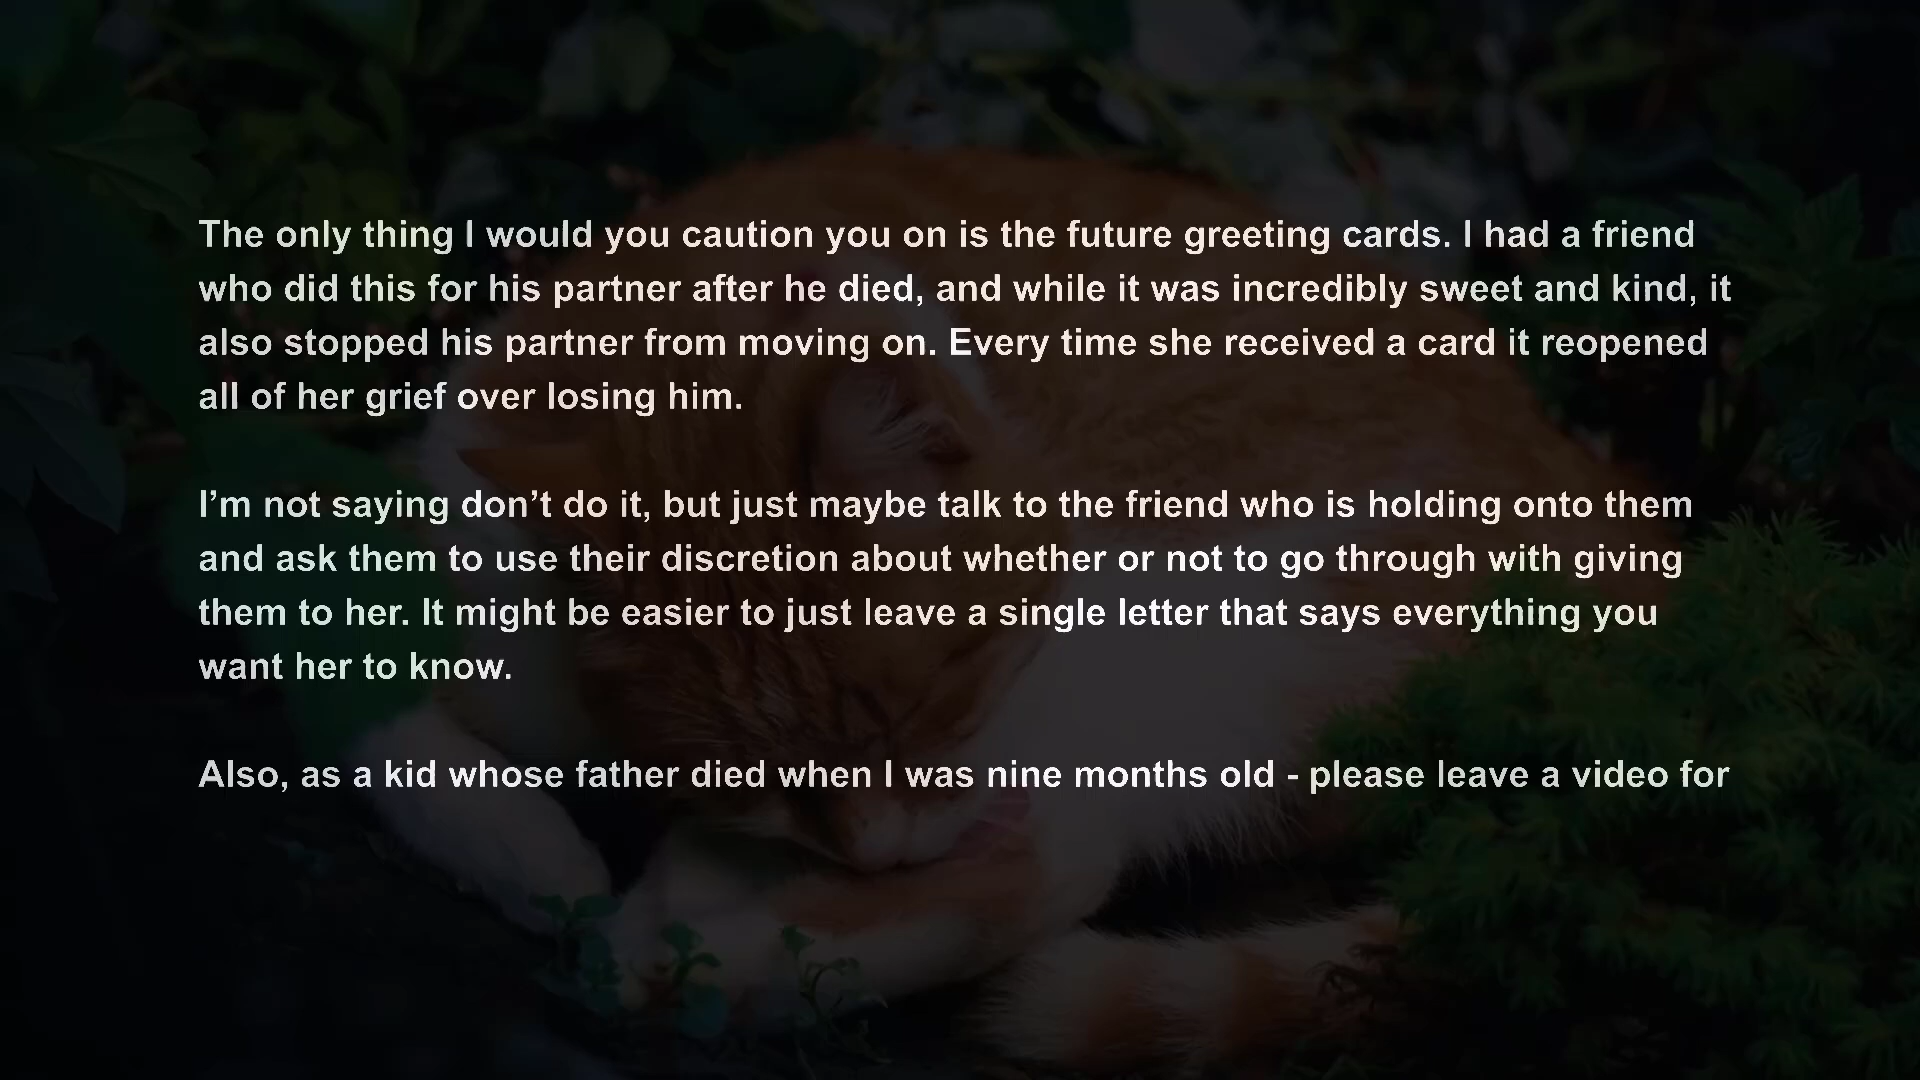 The only thing I would you caution you on is the future greeting cards. I had a friend
who did this for his partner after he died, and while it was incredibly sweet and kind, it
also stopped his partner from moving on. Every time she received a card it reopened
all of her grief over losing him.
I’m not saying don’t do it, but just maybe talk to the friend who is holding onto them
and ask them to use their discretion about whether or not to go through with giving
them to her. It might be easier to just leave a single letter that says everything you
want her to know.
Also, as a kid whose father died when I was nine months old - please leave a video for